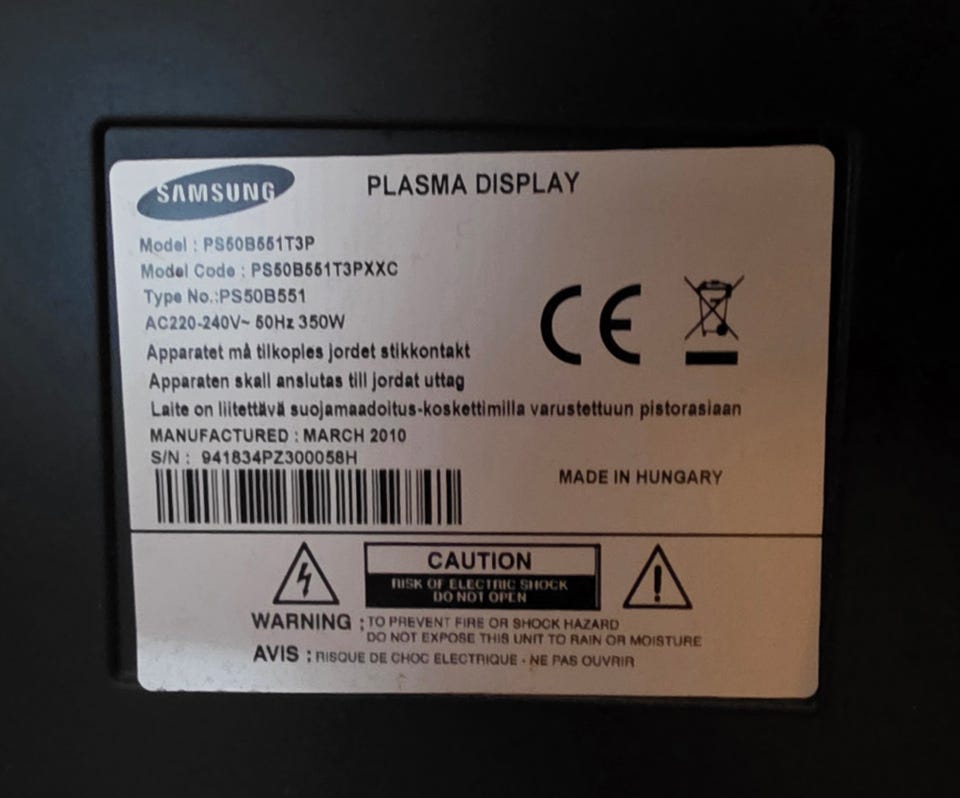 SAMSUNG
PLASMA DISPLAY
Model : PS50B551T3P
Model Code : PS50B551T3PXXC
Type No.:PS50B551
AC220-240V~ 50Hz 350W
Apparatet må tilkoples jordet stikkontakt
Apparaten skall anslutas till jordat uttag
Laite on liitettävä suojamaadoitus-koskettimilla varustettuun pistorasiaan
MANUFACTURED : MARCH 2010
S/N : 941834PZ300058H
MADE IN HUNGARY
CE
CAUTION
RISK OF ELECTRIC SHOCK
DO NOT OPEN
WARNING : TO PREVENT FIRE OR SHOCK HAZARD
DO NOT EXPOSE THIS UNIT TO RAIN OR MOISTURE
AVIS : RISQUE DE CHOC ELECTRIQUE - NE PAS OUVRIR